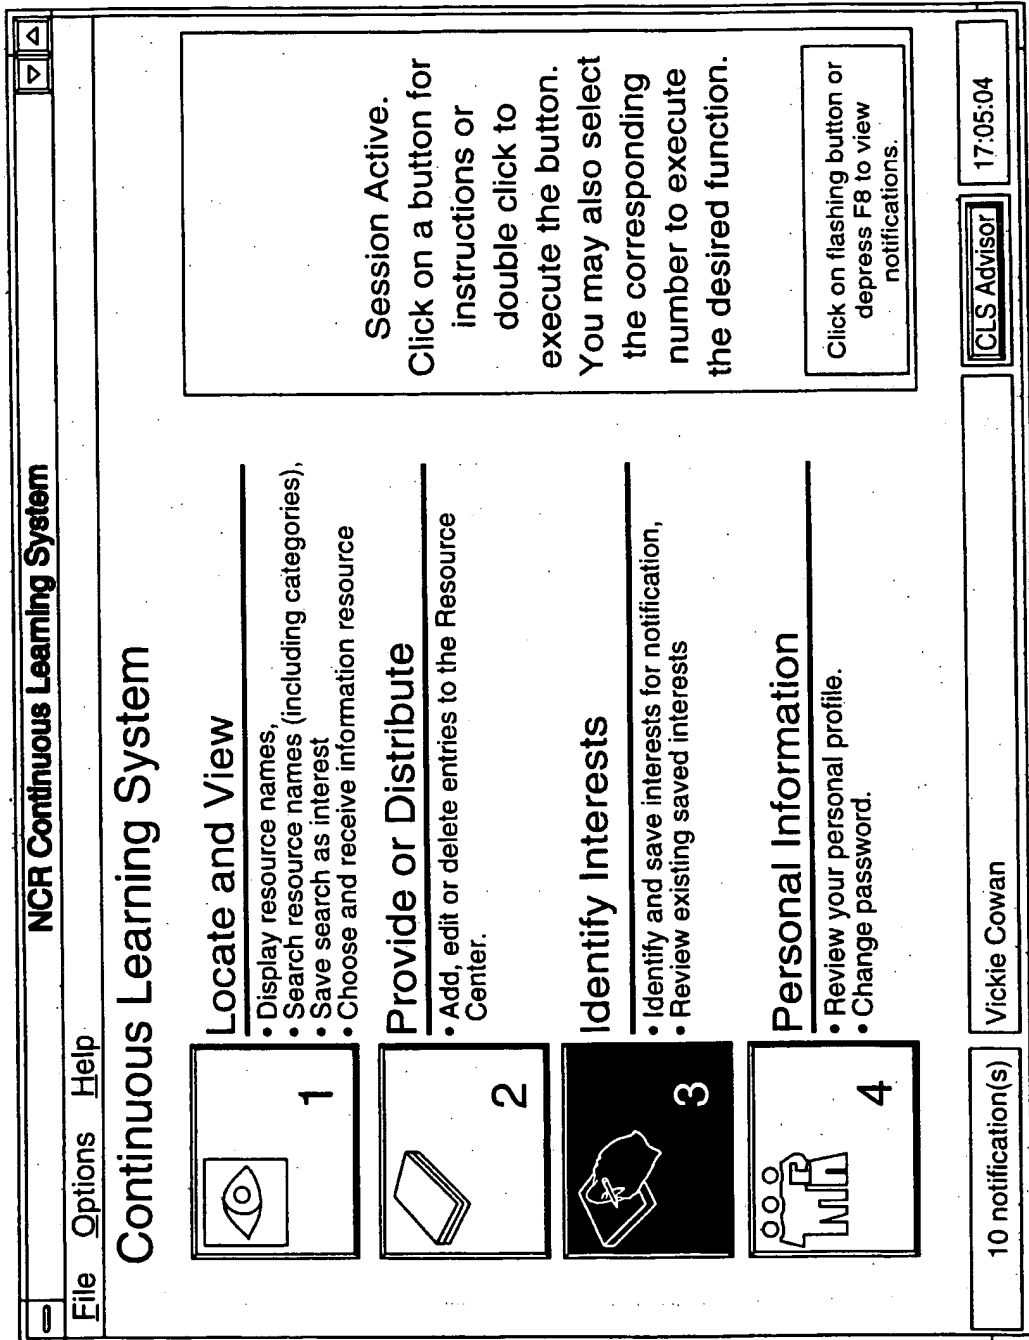 NCR Continuous Learning System
File Options Help
Continuous Learning System
1
Locate and View
• Display resource names,
• Search resource names (including categories),
• Save search as interest
• Choose and receive information resource
2
Provide or Distribute
• Add, edit or delete entries to the Resource
Center.
3
Identify Interests
• Identify and save interests for notification,
• Review existing saved interests
4
Personal Information
• Review your personal profile.
• Change password.
Session Active.
Click on a button for
instructions or
double click to
execute the button.
You may also select
the corresponding
number to execute
the desired function.
Click on flashing button or
depress F8 to view
notifications.
10 notification(s)
Vickie Cowan
CLS Advisor
17:05:04